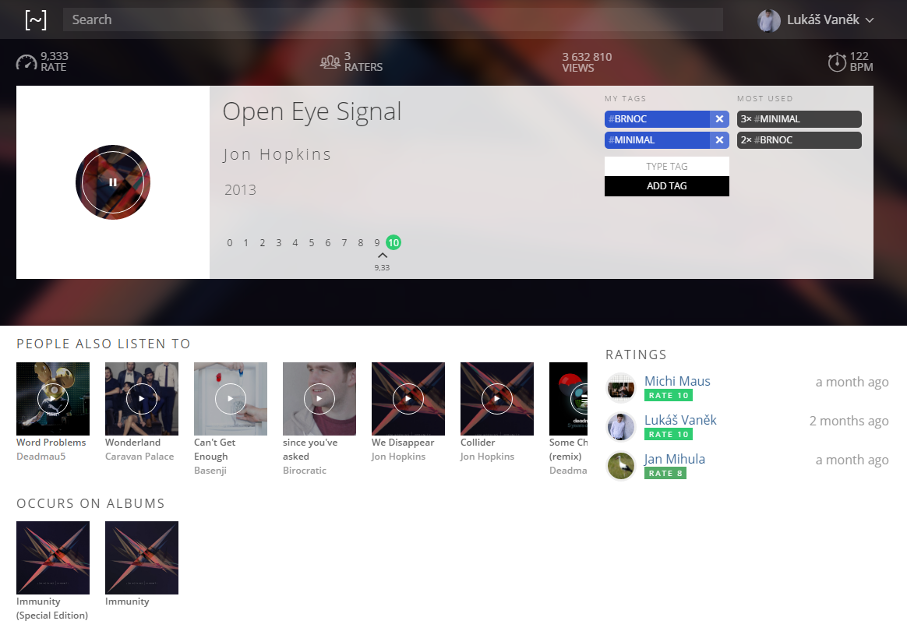 [~]
Search
Lukáš Vaněk
9,333
RATE
3
RATERS
3 632 810
VIEWS
122
BPM
Open Eye Signal
Jon Hopkins
2013
0 1 2 3 4 5 6 7 8 9 10
9,33
MY TAGS
#BRNOC ×
#MINIMAL ×
TYPE TAG
ADD TAG
MOST USED
3× #MINIMAL
2× #BRNOC
PEOPLE ALSO LISTEN TO
Word Problems
Deadmau5
Wonderland
Caravan Palace
Can't Get
Enough
Basenji
since you've
asked
Birocratic
We Disappear
Jon Hopkins
Collider
Jon Hopkins
Some Ch
(remix)
Deadma
RATINGS
Michi Maus
RATE 10
a month ago
Lukáš Vaněk
RATE 10
2 months ago
Jan Mihula
RATE 8
a month ago
OCCURS ON ALBUMS
Immunity
(Special Edition)
Immunity